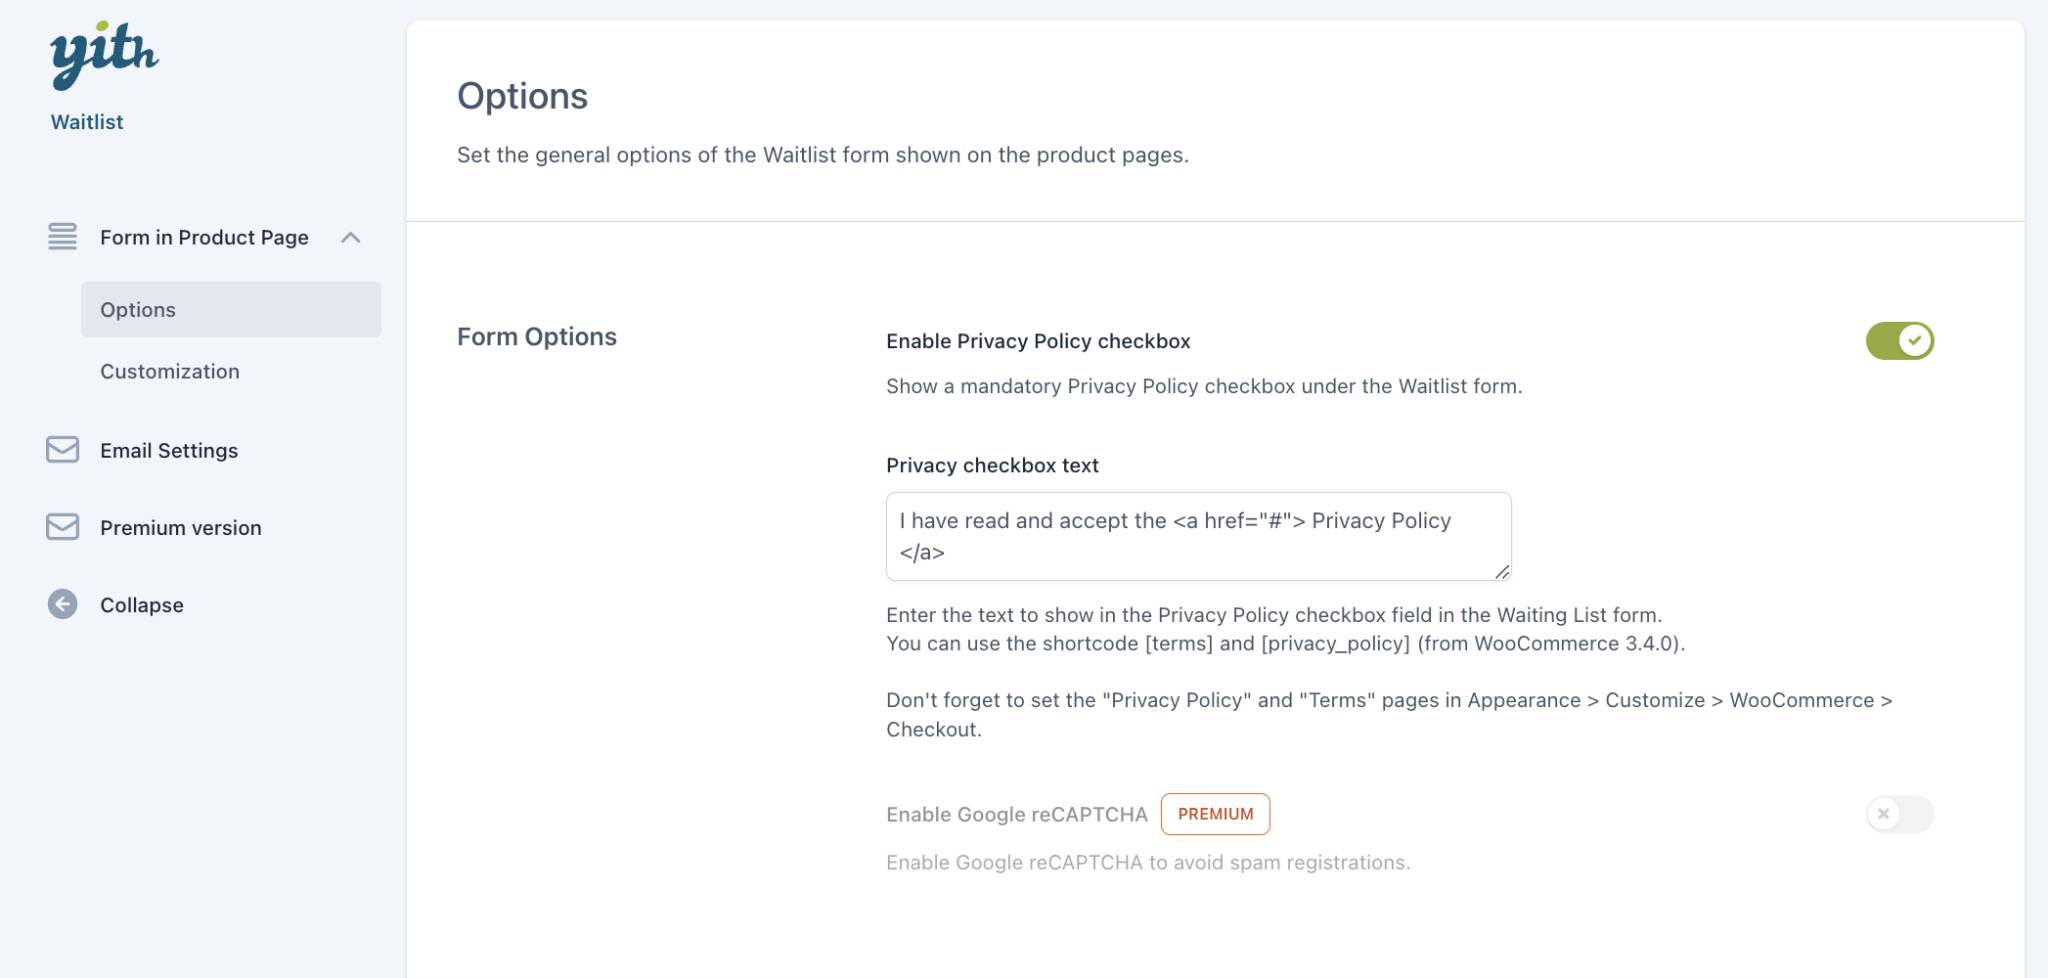 yith
Waitlist
Form in Product Page
Options
Customization
Email Settings
Premium version
Collapse
Options
Set the general options of the Waitlist form shown on the product pages.
Form Options
Enable Privacy Policy checkbox
Show a mandatory Privacy Policy checkbox under the Waitlist form.
Privacy checkbox text
I have read and accept the <a href="#"> Privacy Policy
</a>
Enter the text to show in the Privacy Policy checkbox field in the Waiting List form.
You can use the shortcode [terms] and [privacy_policy] (from WooCommerce 3.4.0).
Don't forget to set the "Privacy Policy" and "Terms" pages in Appearance > Customize > WooCommerce >
Checkout.
Enable Google reCAPTCHA PREMIUM
Enable Google reCAPTCHA to avoid spam registrations.